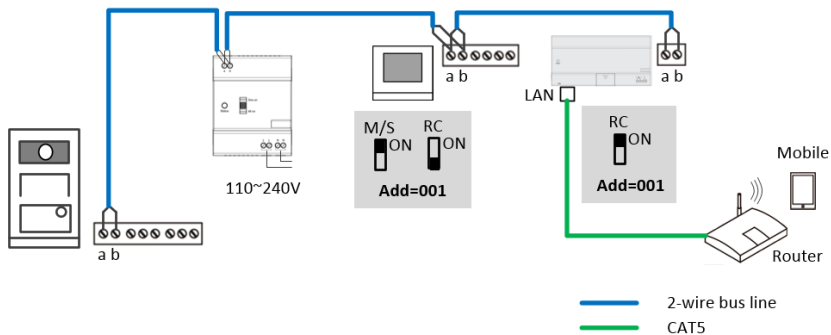 a b
a b
LAN
M/S
ON
RC
ON
Add=001
RC
ON
Add=001
110~240V
Mobile
a b
Router
2-wire bus line
CAT5